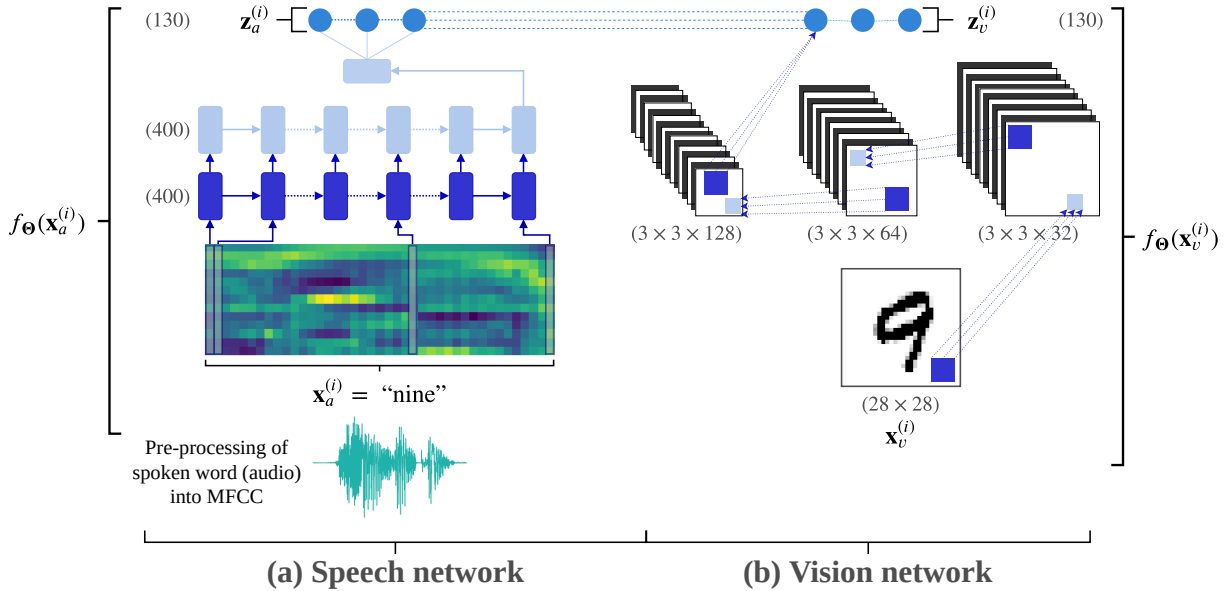 (130)
z_a^(i)
z_v^(i)
(130)
(400)
(400)
f_Θ(x_a^(i))
(3 × 3 × 128)
(3 × 3 × 64)
(3 × 3 × 32)
f_Θ(x_v^(i))
x_a^(i) = “nine”
(28 × 28)
x_v^(i)
Pre-processing of
spoken word (audio)
into MFCC
(a) Speech network
(b) Vision network